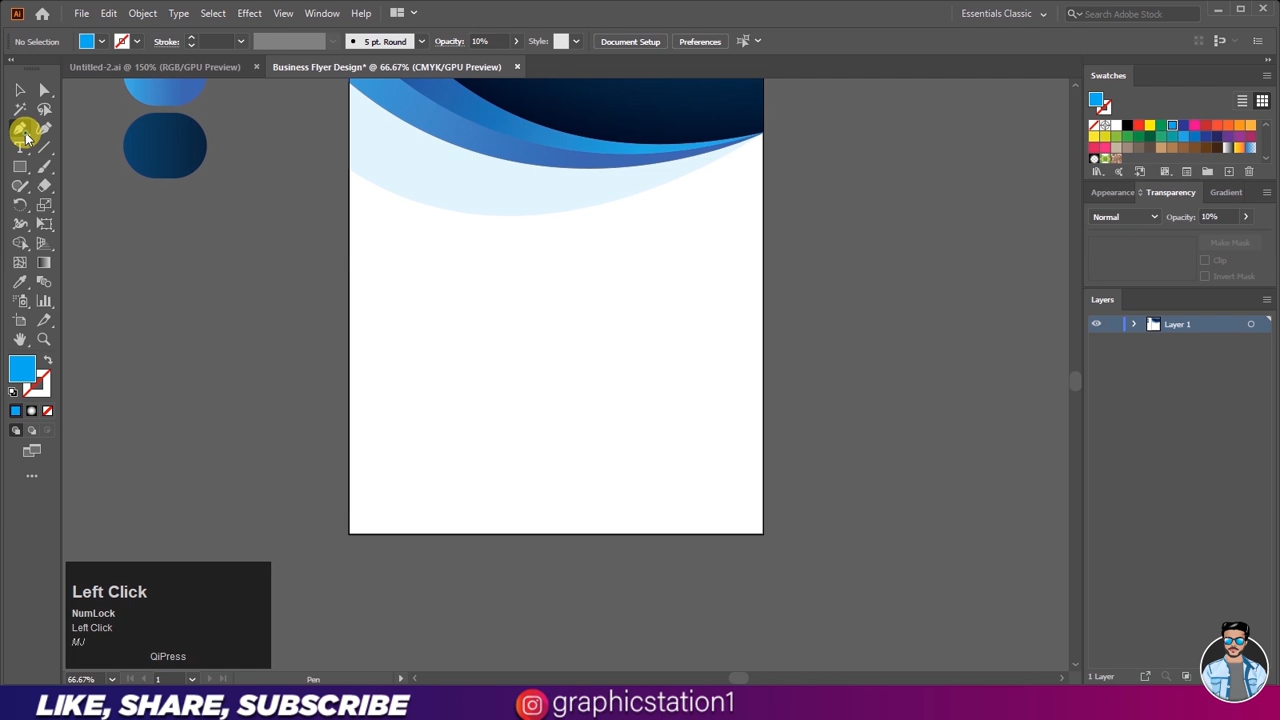 Ai
File Edit Object Type Select Effect View Window Help
Essentials Classic
Search Adobe Stock
No Selection
Stroke:
5 pt. Round
Opacity: 10%
Style:
Document Setup
Preferences
Untitled-2.ai @ 150% (RGB/GPU Preview) ×
Business Flyer Design* @ 66.67% (CMYK/GPU Preview) ×
Swatches
Appearance Transparency Gradient
Normal
Opacity: 10%
Make Mask
Clip
Invert Mask
Layers
Layer 1
Left Click
NumLock
Left Click
MJ
QiPress
66.67%
1
Pen
1 Layer
LIKE, SHARE, SUBSCRIBE
graphicstation1